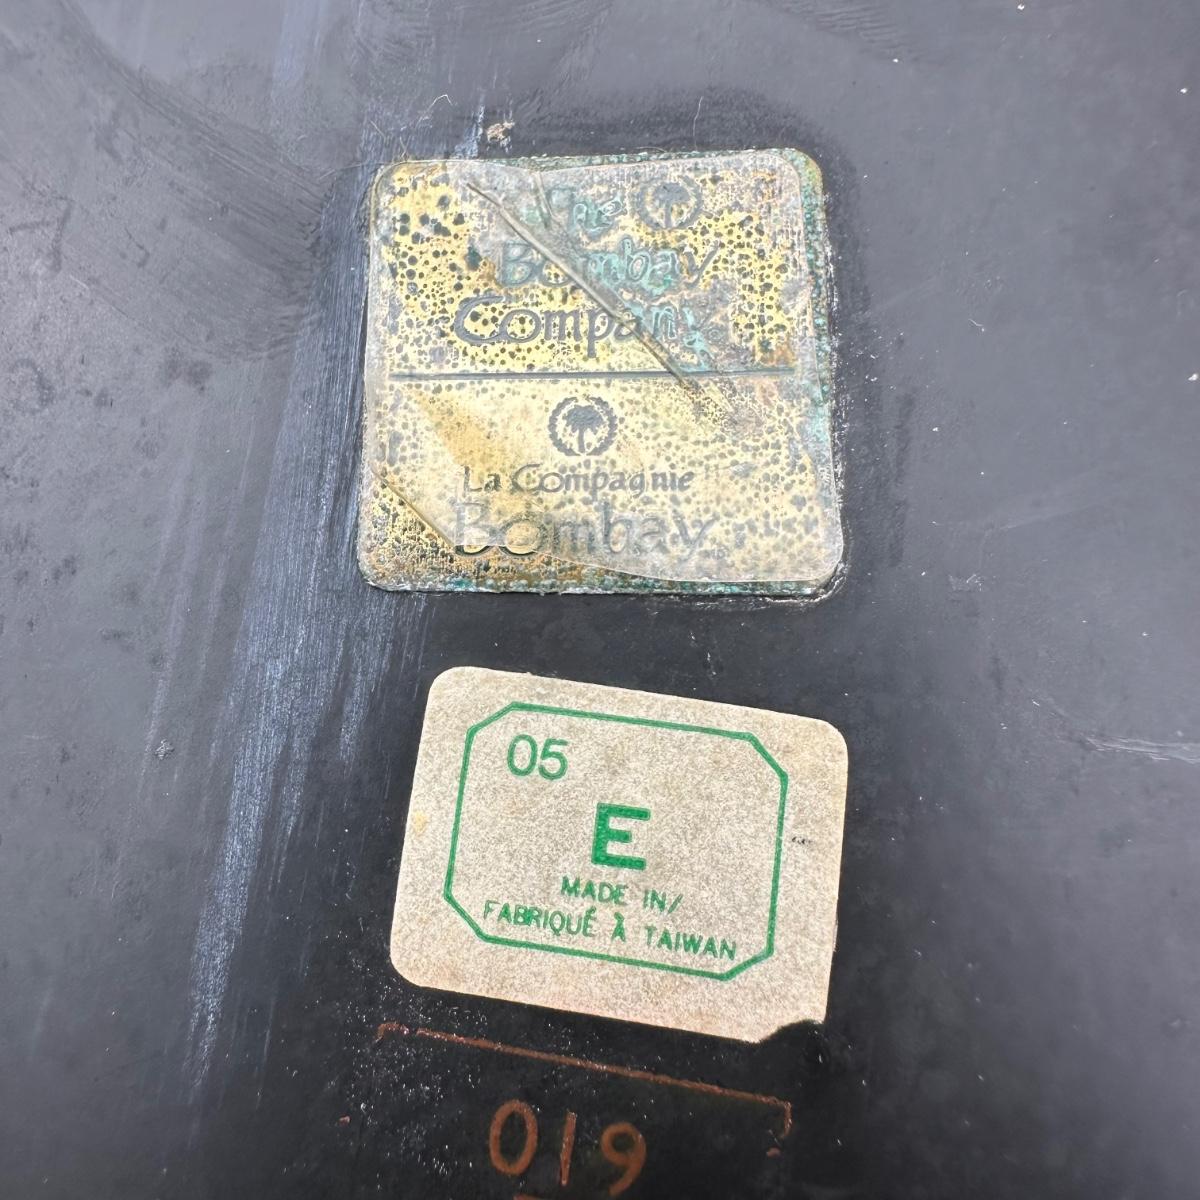 The
Bombay
Company
La Compagnie
Bombay
05
E
MADE IN/
FABRIQUÉ À TAIWAN
019